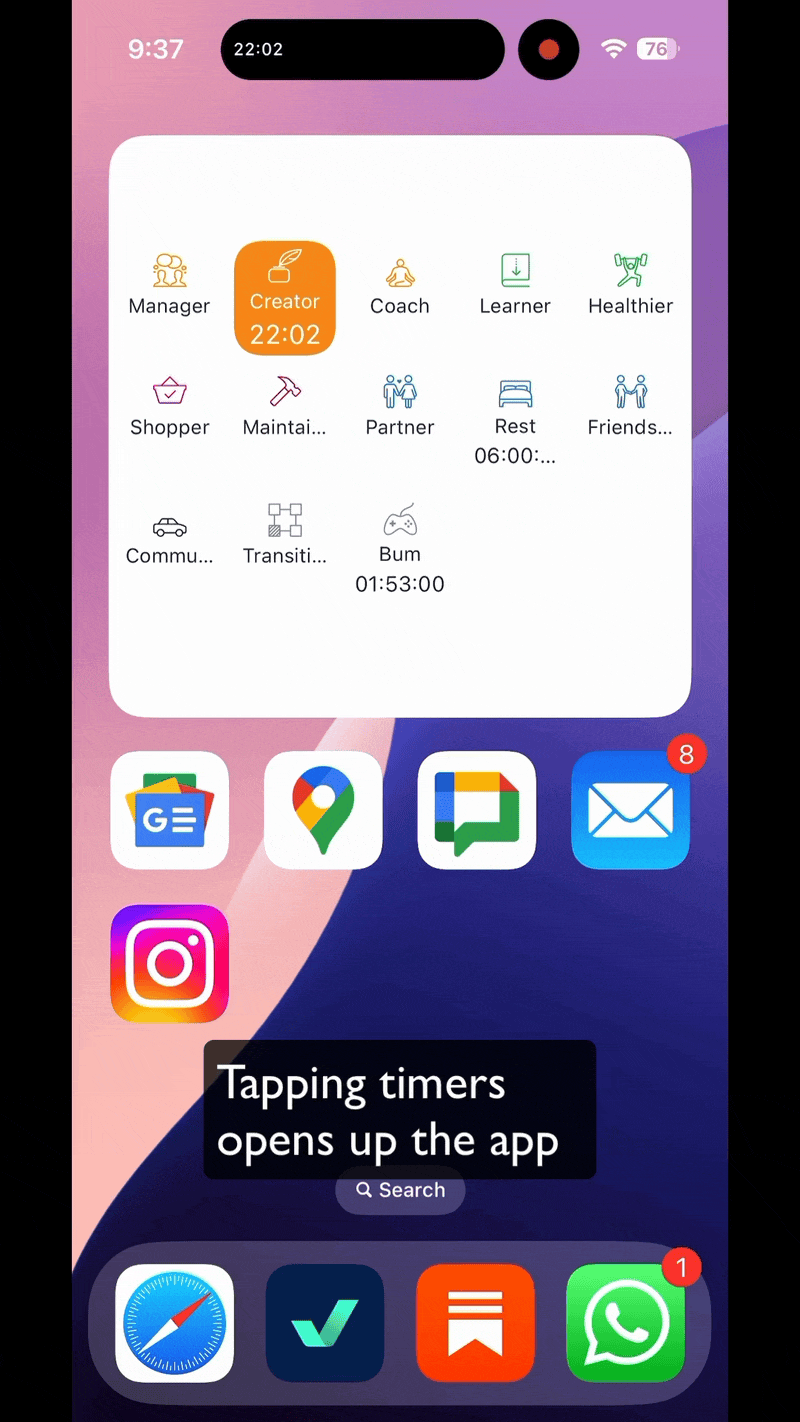 9:37
22:02
76
Manager
Creator
22:02
Coach
Learner
Healthier
Shopper
Maintai...
Partner
Rest
06:00:...
Friends...
Commu...
Transiti...
Bum
01:53:00
GE
8
Tapping timers
opens up the app
Search
1